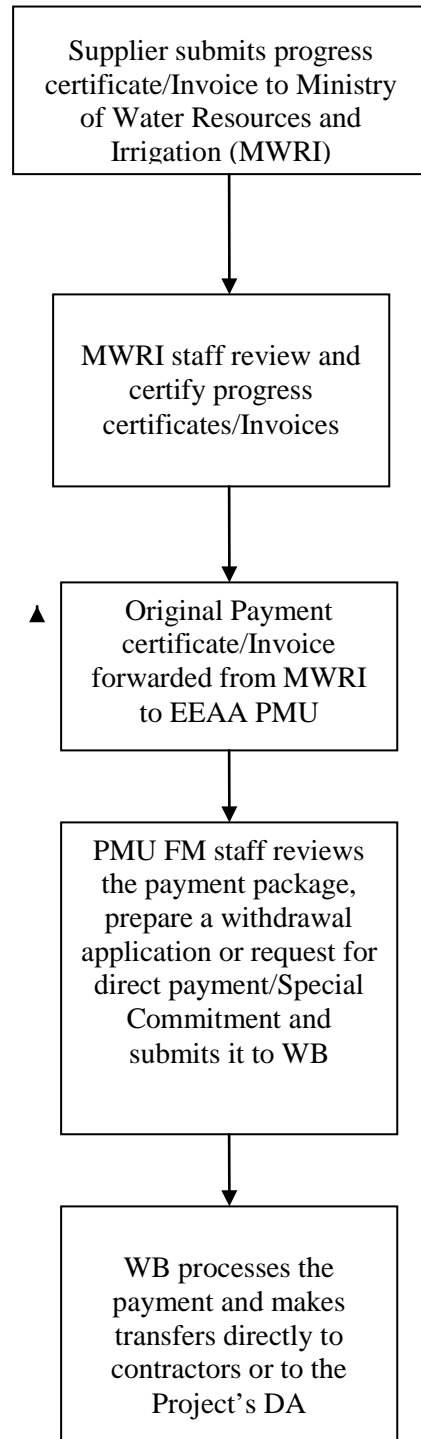 Supplier submits progress
certificate/Invoice to Ministry
of Water Resources and
Irrigation (MWRI)
MWRI staff review and
certify progress
certificates/Invoices
Original Payment
certificate/Invoice
forwarded from MWRI
to EEAA PMU
PMU FM staff reviews
the payment package,
prepare a withdrawal
application or request for
direct payment/Special
Commitment and
submits it to WB
WB processes the
payment and makes
transfers directly to
contractors or to the
Project's DA